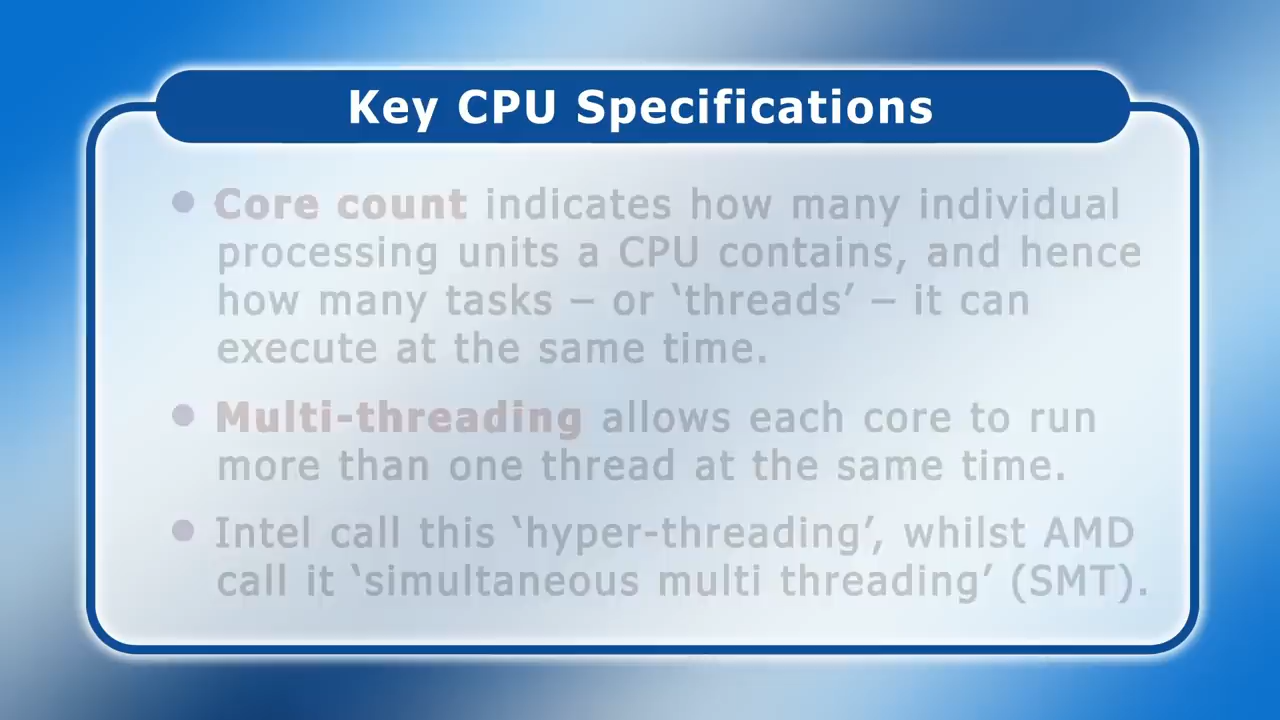 Key CPU Specifications
• Core count indicates how many individual
processing units a CPU contains, and hence
how many tasks – or ‘threads’ – it can
execute at the same time.
• Multi-threading allows each core to run
more than one thread at the same time.
• Intel call this ‘hyper-threading’, whilst AMD
call it ‘simultaneous multi threading’ (SMT).